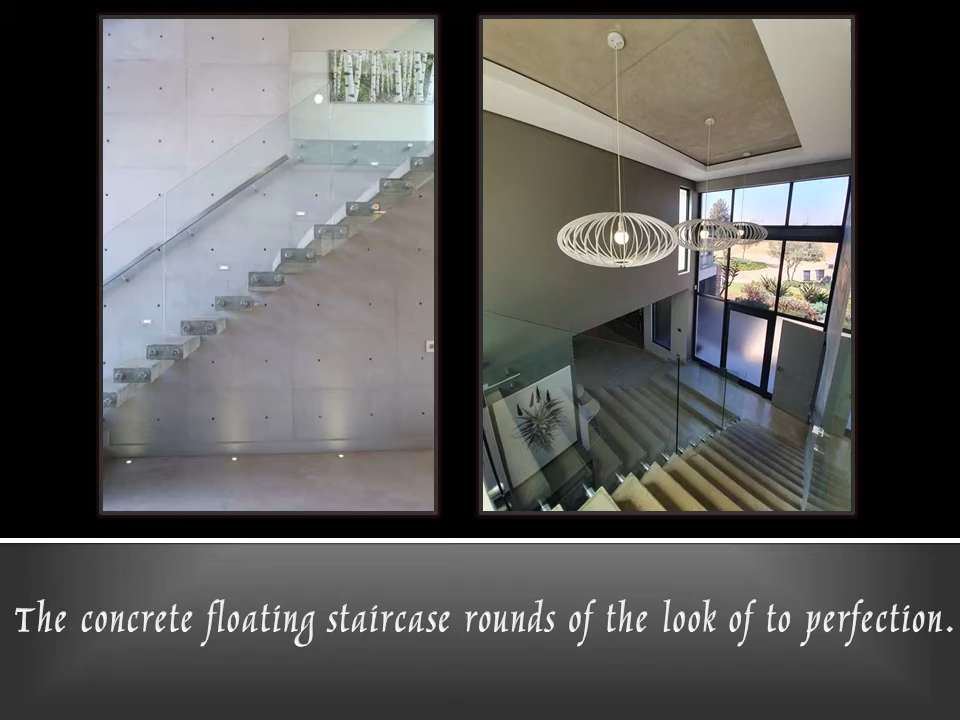 The concrete floating staircase rounds of the look of to perfection.